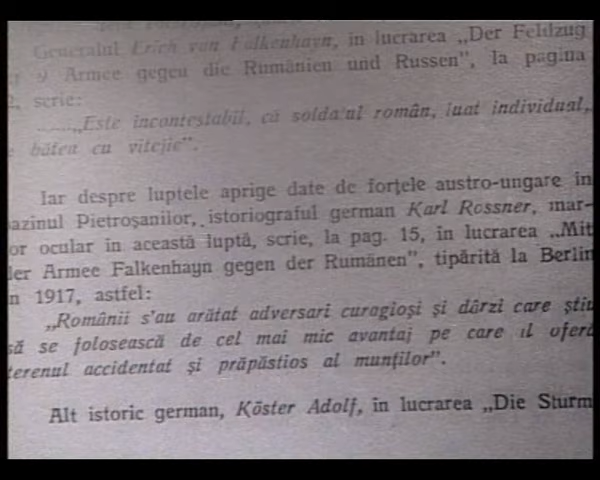 Generalul Erich von Falkenhayn, in lucrarea „Der Feldzug
9 Armee gegen die Rumänien und Russen", la pagina
scrie:
......„Este incontestabil, că soldatul român, luat individual,
bătea cu vitejie".
Iar despre luptele aprige date de forțele austro-ungare în
azinul Pietroșaniilor, istoriograful german Karl Rossner, mar-
or ocular în această luptă, scrie, la pag. 15, în lucrarea „Mit
der Armee Falkenhayn gegen der Rumänen", tipărită la Berlin
n 1917, astfel:
„Românii s'au arătat adversari curagioși și dârzi care știu
să se folosească de cel mai mic avantaj pe care il oferă
terenul accidentat și prăpăstios al munților".
Alt istoric german, Köster Adolf, în lucrarea „Die Sturm